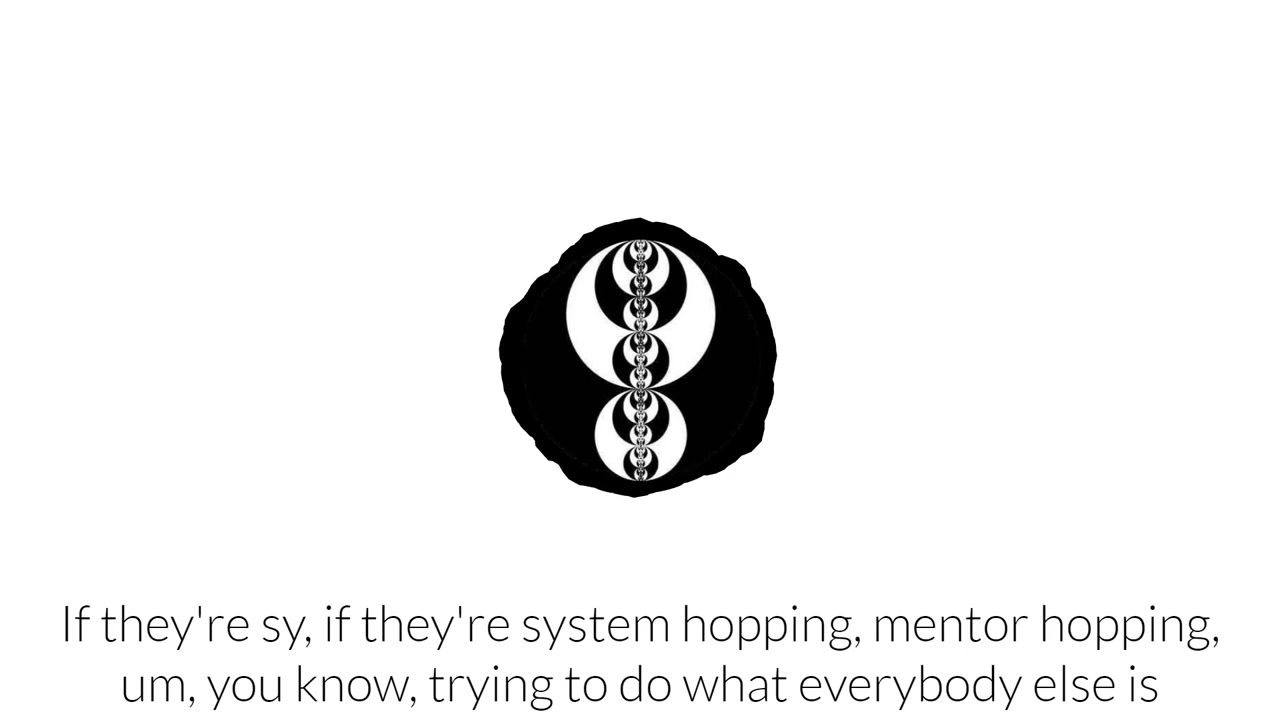 If they're sy, if they're system hopping, mentor hopping,
um, you know, trying to do what everybody else is